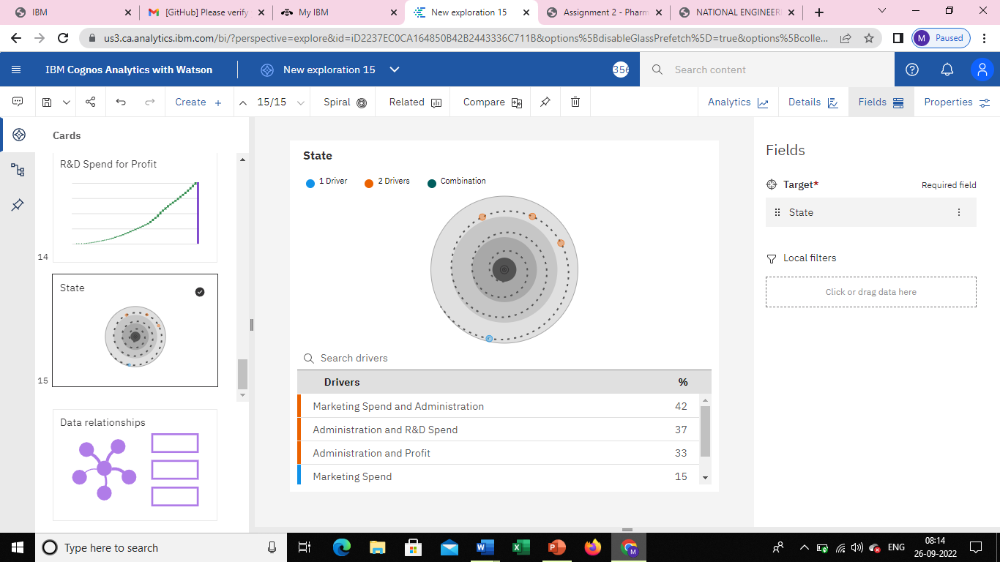 IBM
[GitHub] Please verify
My IBM
New exploration 15
Assignment 2 - Pharm
NATIONAL ENGINEER
us3.ca.analytics.ibm.com/bi/?perspective=explore&id=iD2237EC0CA164850B42B2443336C711B&options%5BdisableGlassPrefetch%5D=true&options%5Bcolle...
M Paused
IBM Cognos Analytics with Watson
New exploration 15
356
Search content
Create
15/15
Spiral
Related
Compare
Analytics
Details
Fields
Properties
Cards
R&D Spend for Profit
14
State
15
Data relationships
State
1 Driver
2 Drivers
Combination
Search drivers
Drivers %
Marketing Spend and Administration 42
Administration and R&D Spend 37
Administration and Profit 33
Marketing Spend 15
Fields
Target* Required field
State
Local filters
Click or drag data here
Type here to search
M
ENG
08:14
26-09-2022